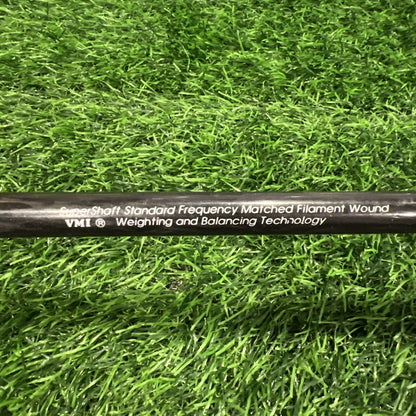 SuperShaft Standard Frequency Matched Filament Wound
VMI ® Weighting and Balancing Technology